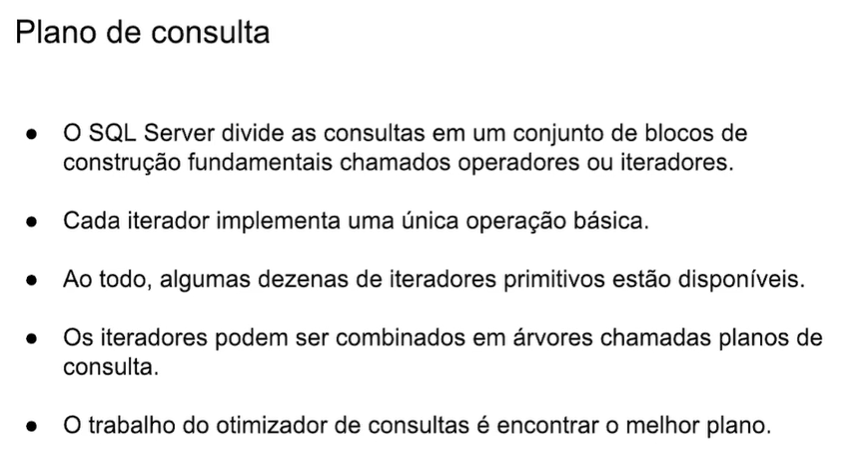 Plano de consulta
● O SQL Server divide as consultas em um conjunto de blocos de
construção fundamentais chamados operadores ou iteradores.
● Cada iterador implementa uma única operação básica.
● Ao todo, algumas dezenas de iteradores primitivos estão disponíveis.
● Os iteradores podem ser combinados em árvores chamadas planos de
consulta.
● O trabalho do otimizador de consultas é encontrar o melhor plano.